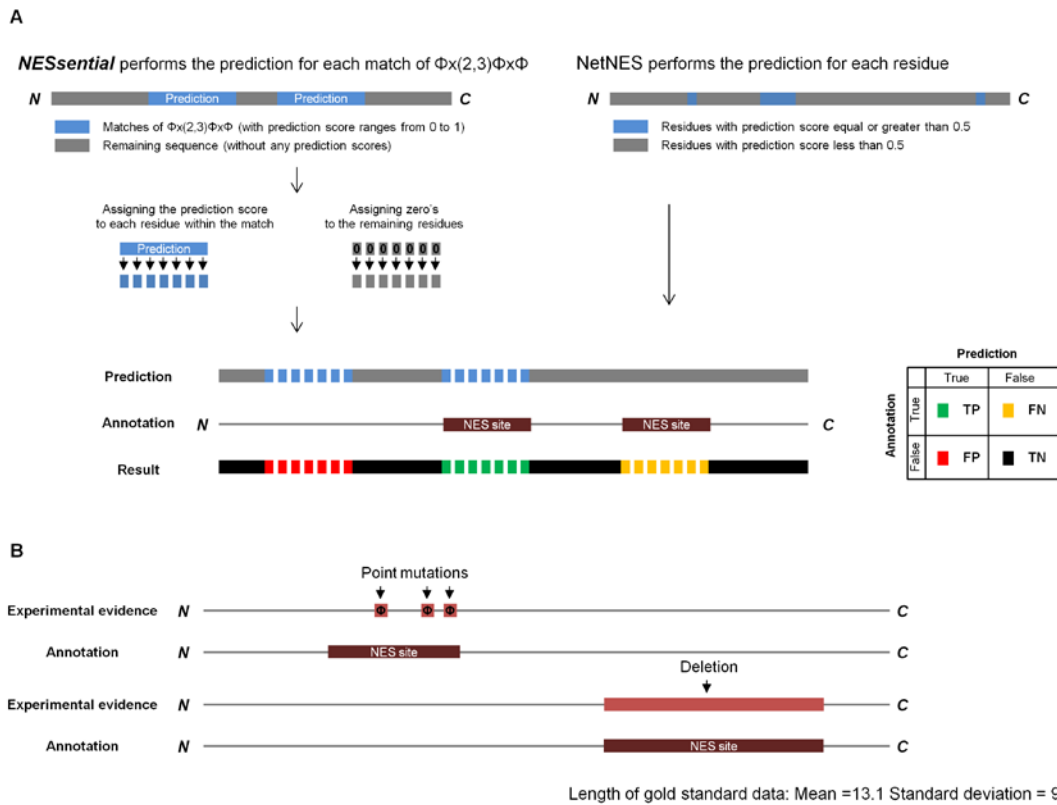 A
NESsential performs the prediction for each match of Φx(2,3)ΦxΦ
N Prediction Prediction C
Matches of Φx(2,3)ΦxΦ (with prediction score ranges from 0 to 1)
Remaining sequence (without any prediction scores)
Assigning the prediction score
to each residue within the match
Prediction
Assigning zero's
to the remaining residues
0 0 0 0 0 0 0
NetNES performs the prediction for each residue
N C
Residues with prediction score equal or greater than 0.5
Residues with prediction score less than 0.5
Prediction
Annotation N NES site NES site C
Result
Prediction
True False
Annotation
True TP FN
False FP TN
B
Point mutations
Experimental evidence N Φ Φ Φ C
Annotation N NES site C
Deletion
Experimental evidence N C
Annotation N NES site C
Length of gold standard data: Mean =13.1 Standard deviation = 9